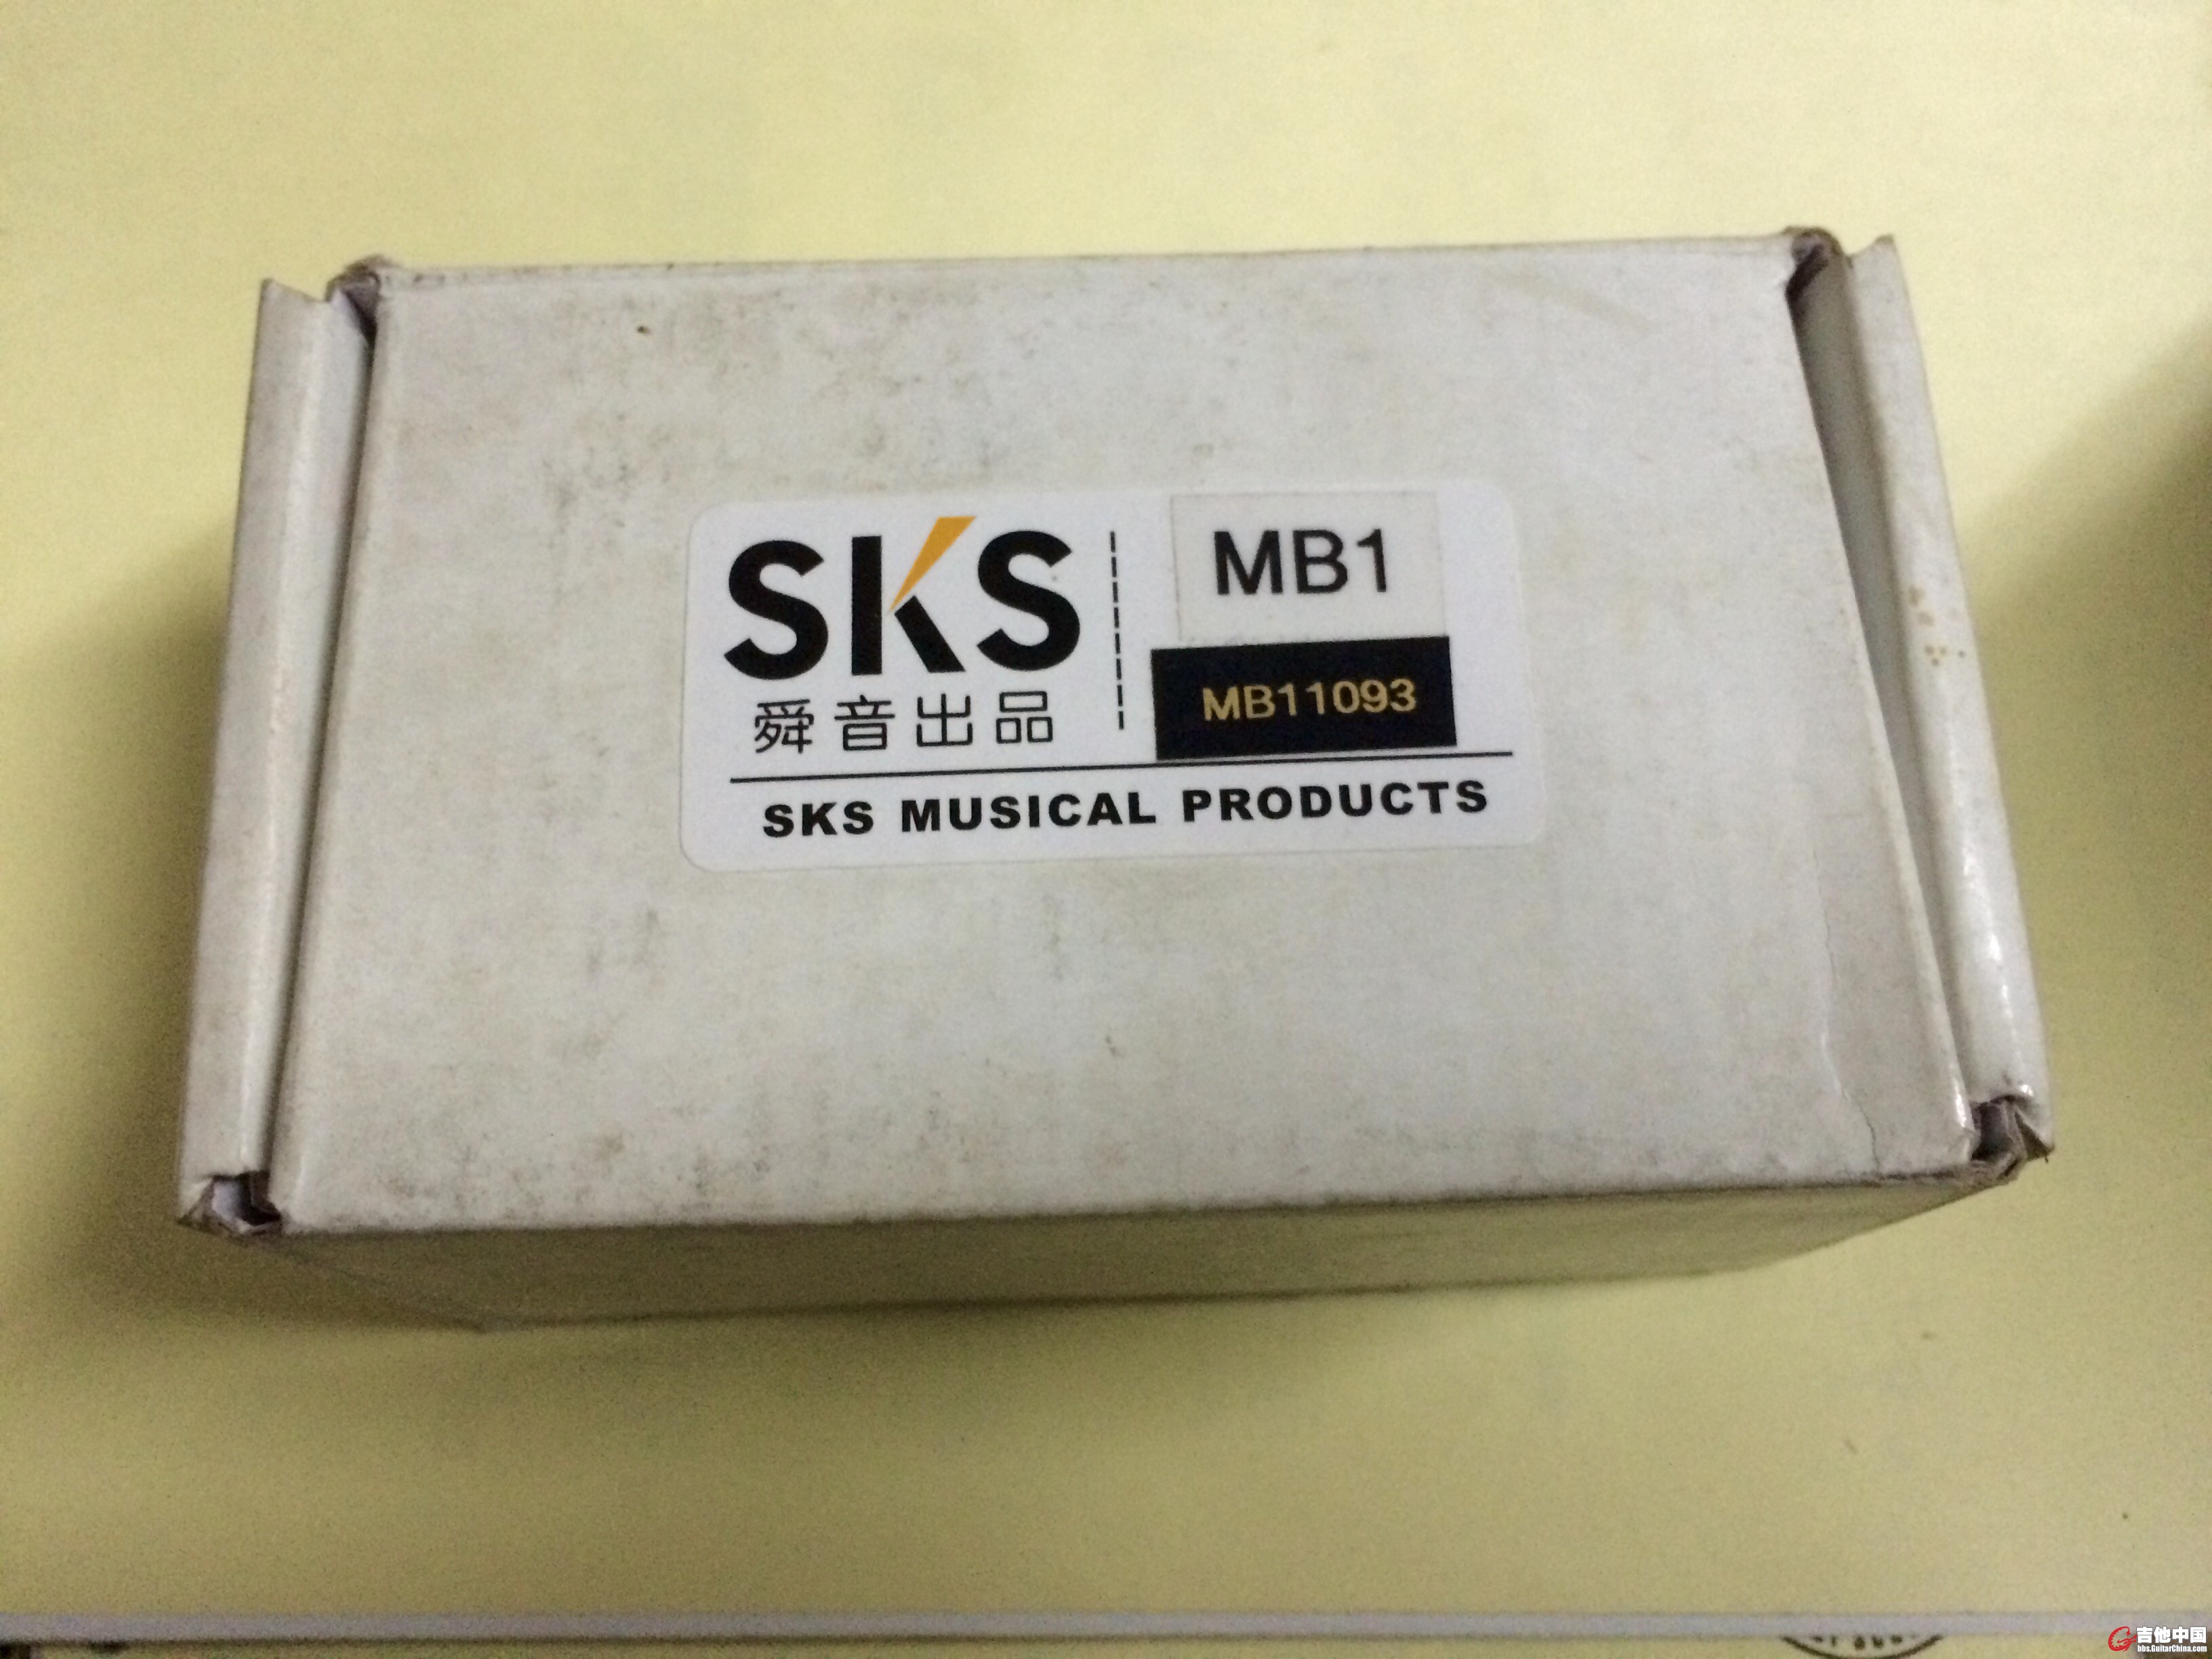 SKS
舜音出品
MB1
MB11093
SKS MUSICAL PRODUCTS
吉他中国
bbs.GuitarChina.com